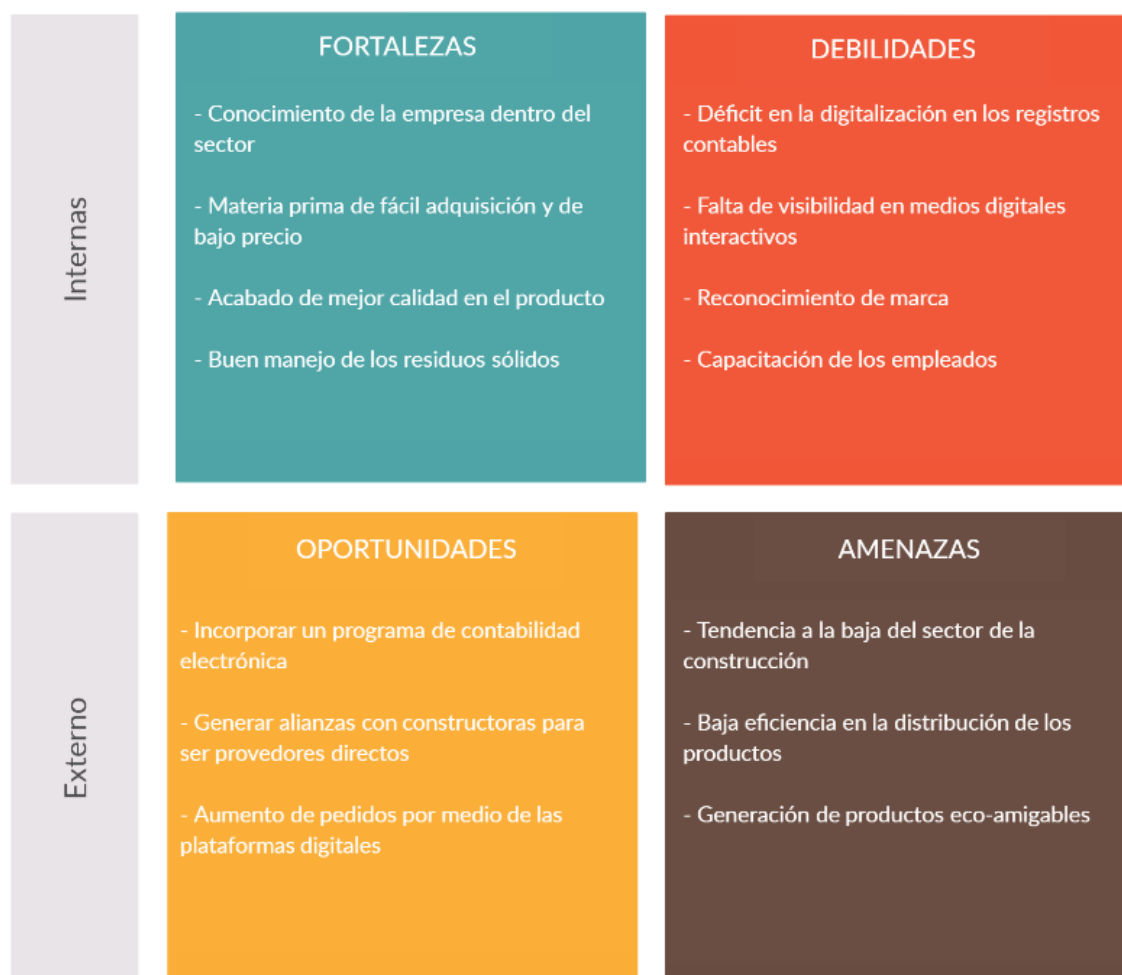 Internas
FORTALEZAS
- Conocimiento de la empresa dentro del
sector
- Materia prima de fácil adquisición y de
bajo precio
- Acabado de mejor calidad en el producto
- Buen manejo de los residuos sólidos
DEBILIDADES
- Déficit en la digitalización en los registros
contables
- Falta de visibilidad en medios digitales
interactivos
- Reconocimiento de marca
- Capacitación de los empleados
Externo
OPORTUNIDADES
- Incorporar un programa de contabilidad
electrónica
- Generar alianzas con constructoras para
ser provedores directos
- Aumento de pedidos por medio de las
plataformas digitales
AMENAZAS
- Tendencia a la baja del sector de la
construcción
- Baja eficiencia en la distribución de los
productos
- Generación de productos eco-amigables